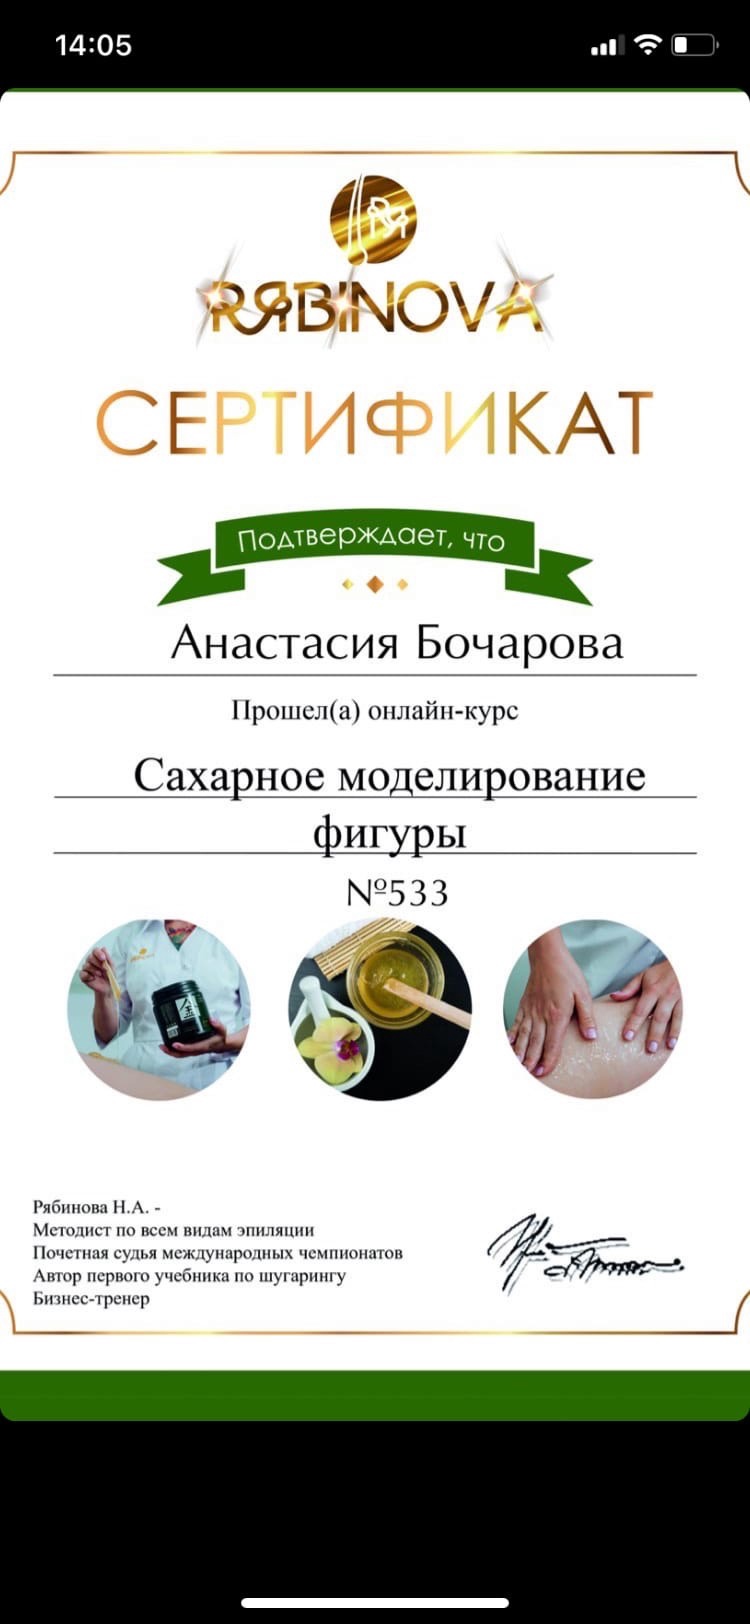 14:05
RЯBINOVA
СЕРТИФИКАТ
Подтверждает, что
Анастасия Бочарова
Прошел(а) онлайн-курс
Сахарное моделирование
фигуры
№533
Рябинова Н.А. -
Методист по всем видам эпиляции
Почетная судья международных чемпионатов
Автор первого учебника по шугарингу
Бизнес-тренер